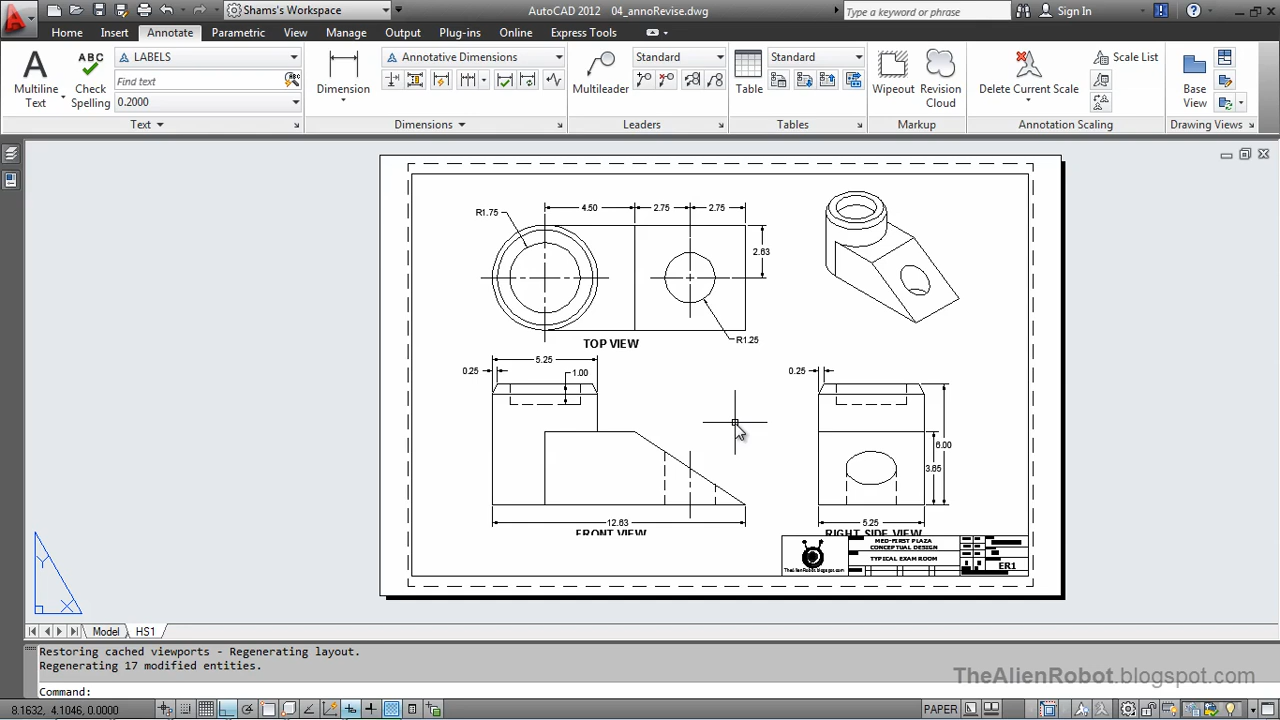 Shams's Workspace
AutoCAD 2012 04_annoRevise.dwg
Type a keyword or phrase
Sign In
Home Insert Annotate Parametric View Manage Output Plug-ins Online Express Tools
LABELS
Annotative Dimensions
Standard
Standard
Scale List
Find text
Multiline Text
ABC
Check Spelling
0.2000
Dimension
Multileader
Table
Wipeout
Revision Cloud
Delete Current Scale
Base View
Text
Dimensions
Leaders
Tables
Markup
Annotation Scaling
Drawing Views
R1.75
4.50
2.75
2.75
2.63
R1.25
TOP VIEW
5.25
0.25
1.00
0.25
6.00
3.65
12.63
5.25
FRONT VIEW
RIGHT SIDE VIEW
MED-FIRST PLAZA
CONCEPTUAL DESIGN
TYPICAL EXAM ROOM
TheAlienRobot.blogspot.com
ER1
Y
X
Model HS1
Restoring cached viewports - Regenerating layout.
Regenerating 17 modified entities.
TheAlienRobot.blogspot.com
Command:
8.1632, 4.1046, 0.0000
PAPER